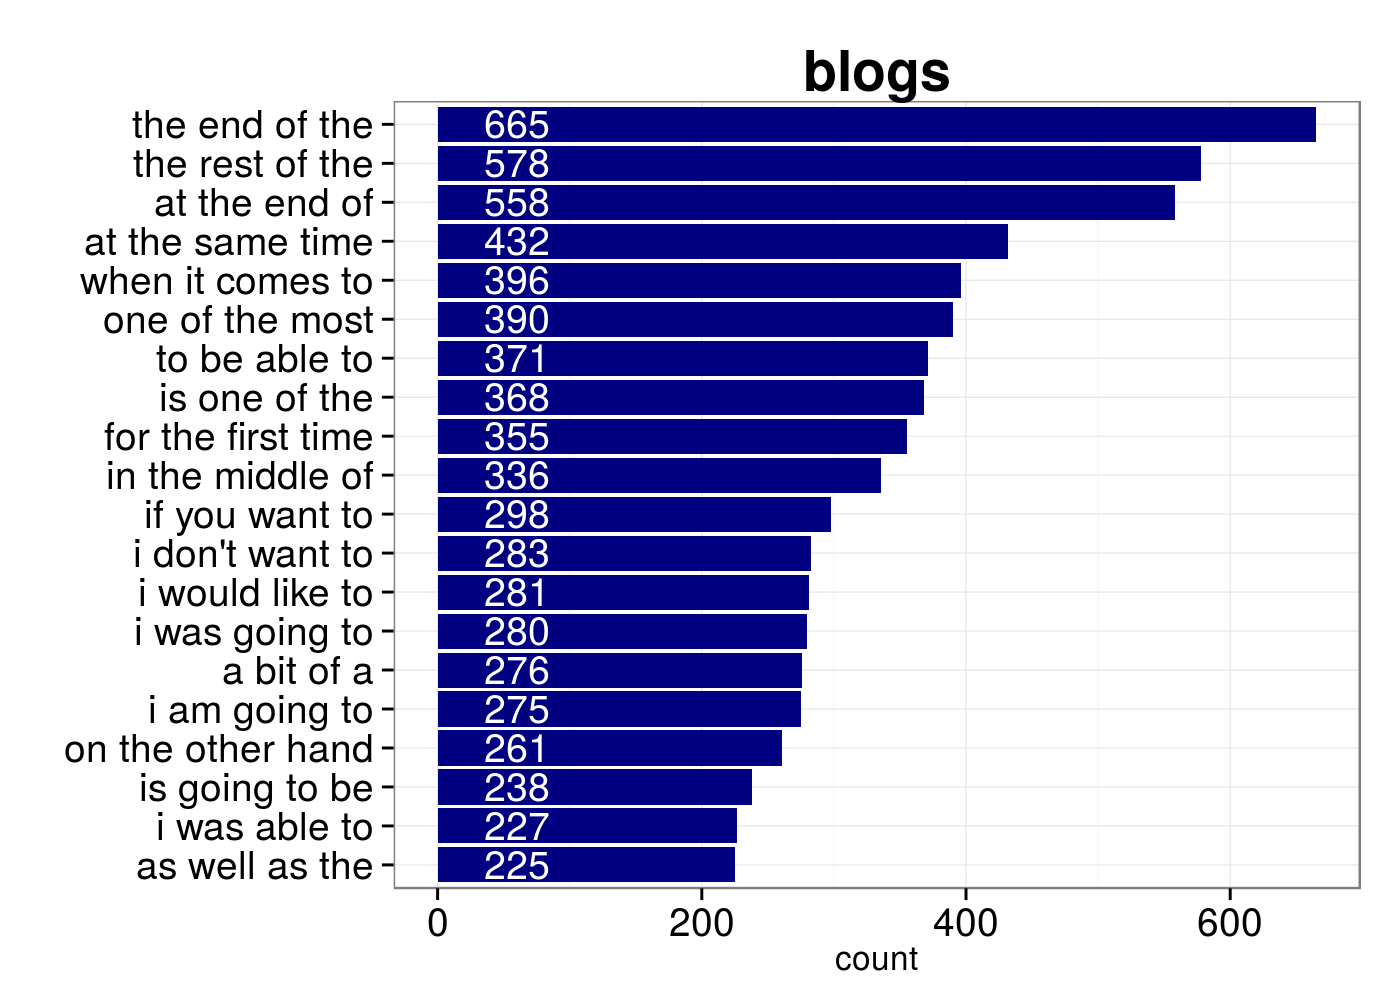 blogs
the end of the 665
the rest of the 578
at the end of 558
at the same time 432
when it comes to 396
one of the most 390
to be able to 371
is one of the 368
for the first time 355
in the middle of 336
if you want to 298
i don't want to 283
i would like to 281
i was going to 280
a bit of a 276
i am going to 275
on the other hand 261
is going to be 238
i was able to 227
as well as the 225
0 200 400 600
count